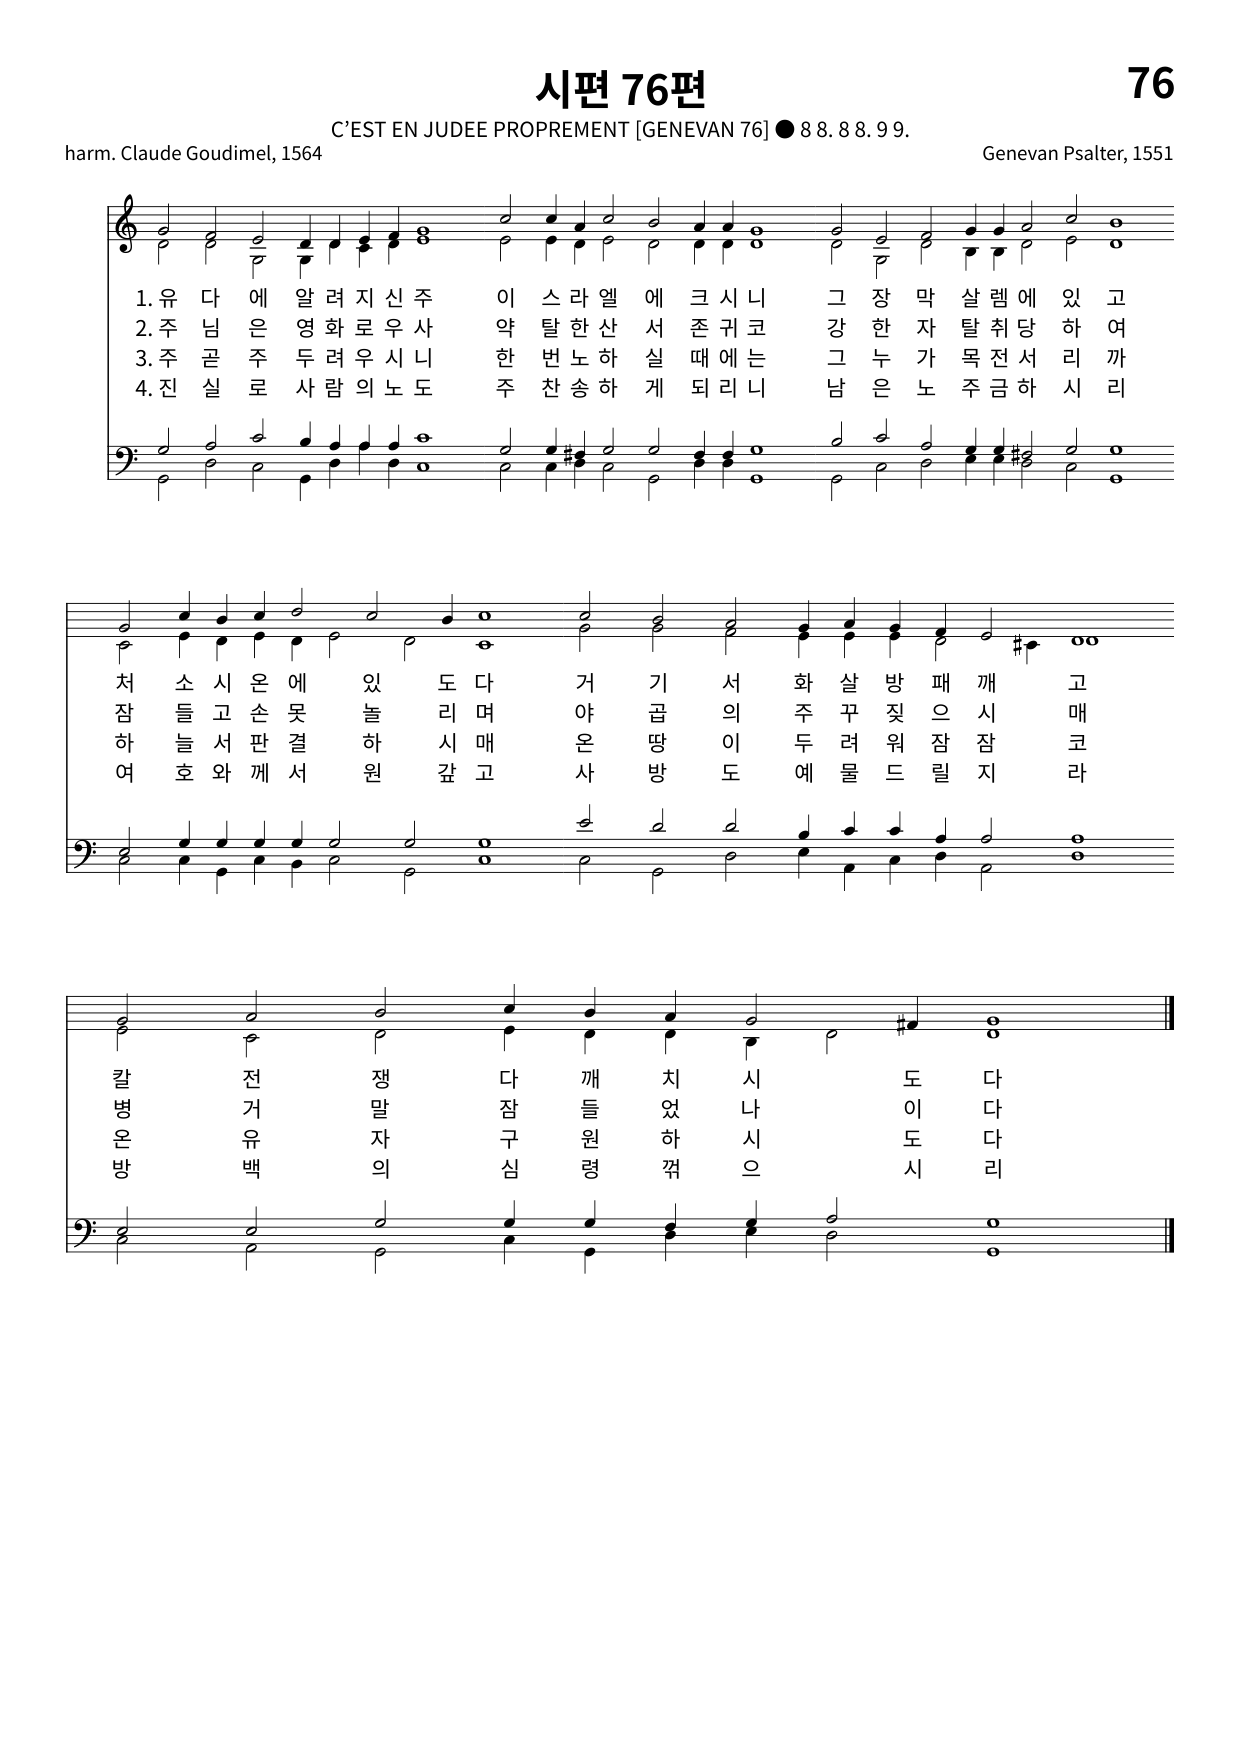 76
시편 76편
C’EST EN JUDEE PROPREMENT [GENEVAN 76] ● 8 8. 8 8. 9 9.
harm. Claude Goudimel, 1564 Genevan Psalter, 1551
1. 유 다 에 알 려 지 신 주 이 스 라 엘 에 크 시 니 그 장 막 살 렘 에 있 고
2. 주 님 은 영 화 로 우 사 약 탈 한 산 서 존 귀 코 강 한 자 탈 취 당 하 여
3. 주 곧 주 두 려 우 시 니 한 번 노 하 실 때 에 는 그 누 가 목 전 서 리 까
4. 진 실 로 사 람 의 노 도 주 찬 송 하 게 되 리 니 남 은 노 주 금 하 시 리
처 소 시 온 에 있 도 다 거 기 서 화 살 방 패 깨 고
잠 들 고 손 못 놀 리 며 야 곱 의 주 꾸 짖 으 시 매
하 늘 서 판 결 하 시 매 온 땅 이 두 려 워 잠 잠 코
여 호 와 께 서 원 갚 고 사 방 도 예 물 드 릴 지 라
칼 전 쟁 다 깨 치 시 도 다
병 거 말 잠 들 었 나 이 다
온 유 자 구 원 하 시 도 다
방 백 의 심 령 꺾 으 시 리